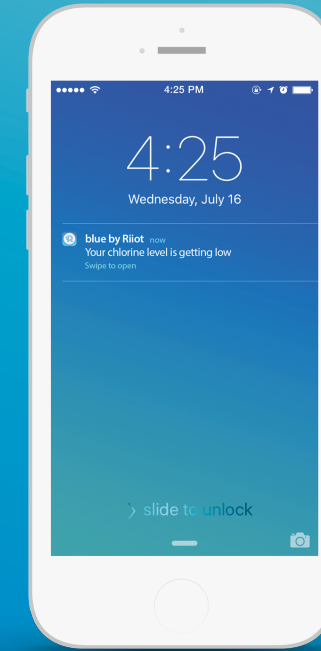 4:25 PM
4:25
Wednesday, July 16
blue by Riiot now
Your chlorine level is getting low
Swipe to open
slide to unlock